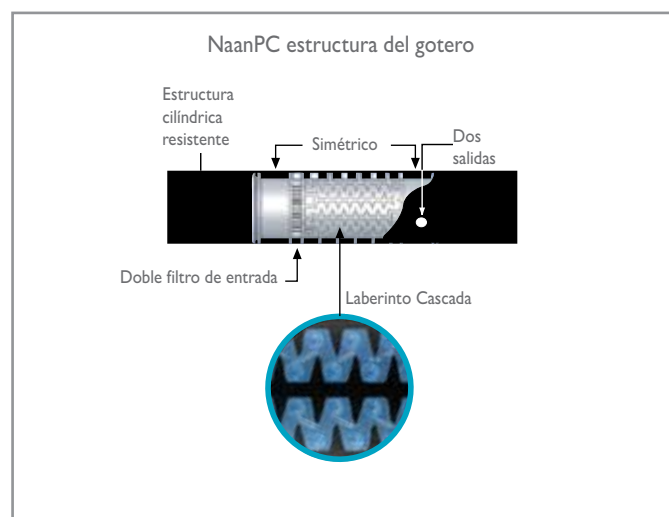 NaanPC estructura del gotero
Estructura
cilíndrica
resistente
Simétrico
Dos
salidas
Doble filtro de entrada
Laberinto Cascada